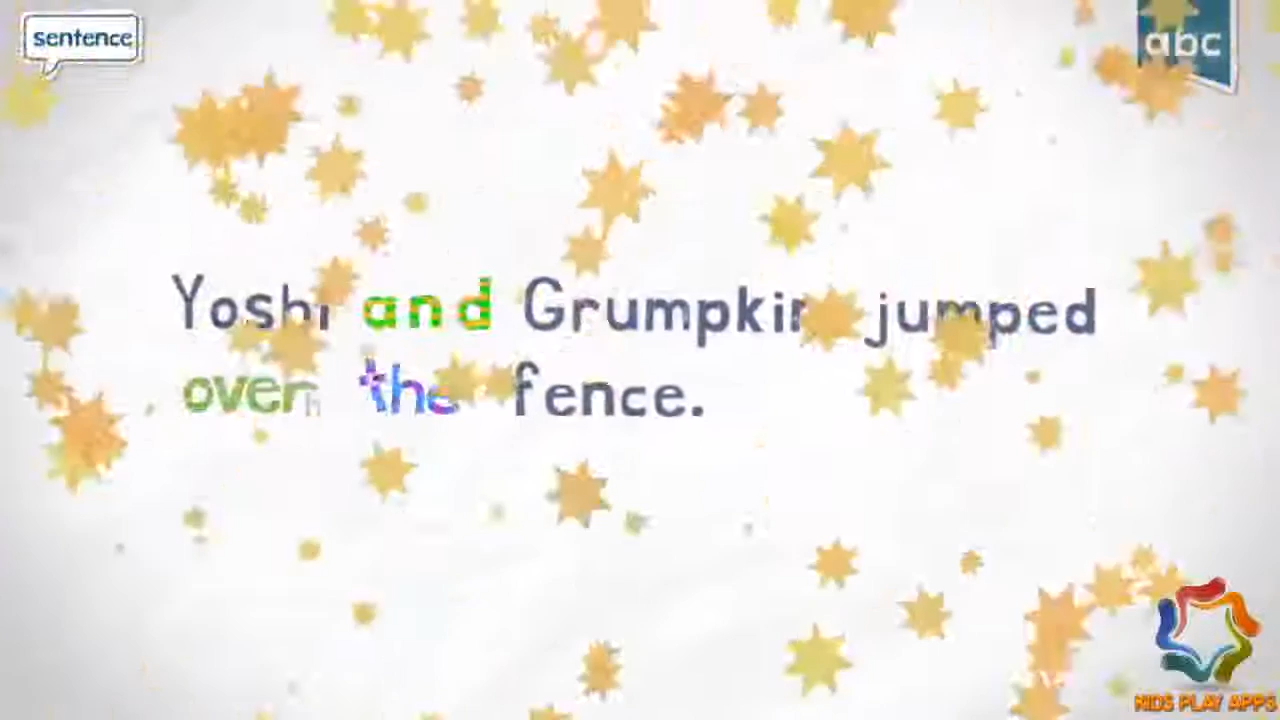 sentence
abc
Yoshi and Grumpkin jumped
over the fence.
KIDS PLAY APPS